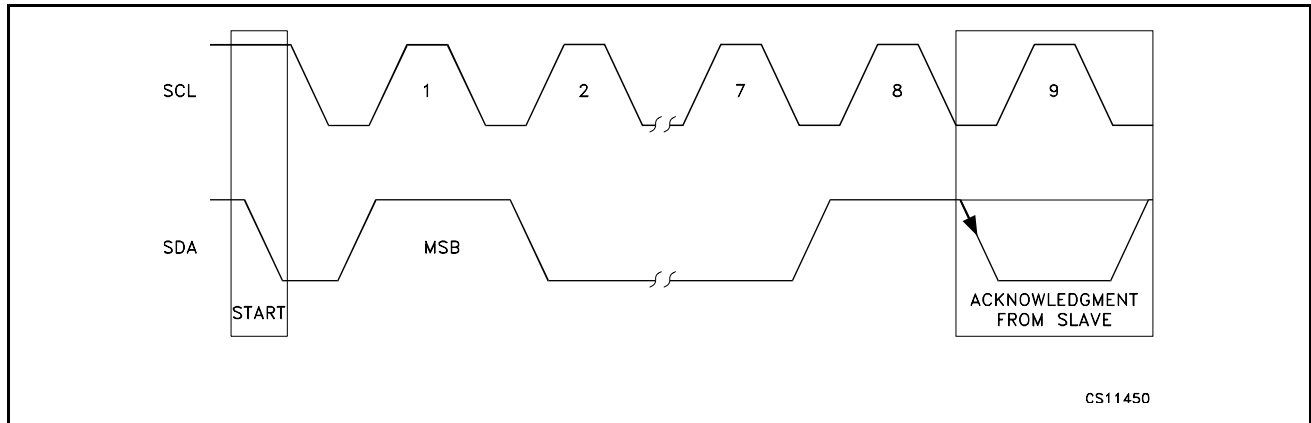 SCL
1
2
7
8
9
SDA
MSB
START
ACKNOWLEDGMENT
FROM SLAVE
CS11450